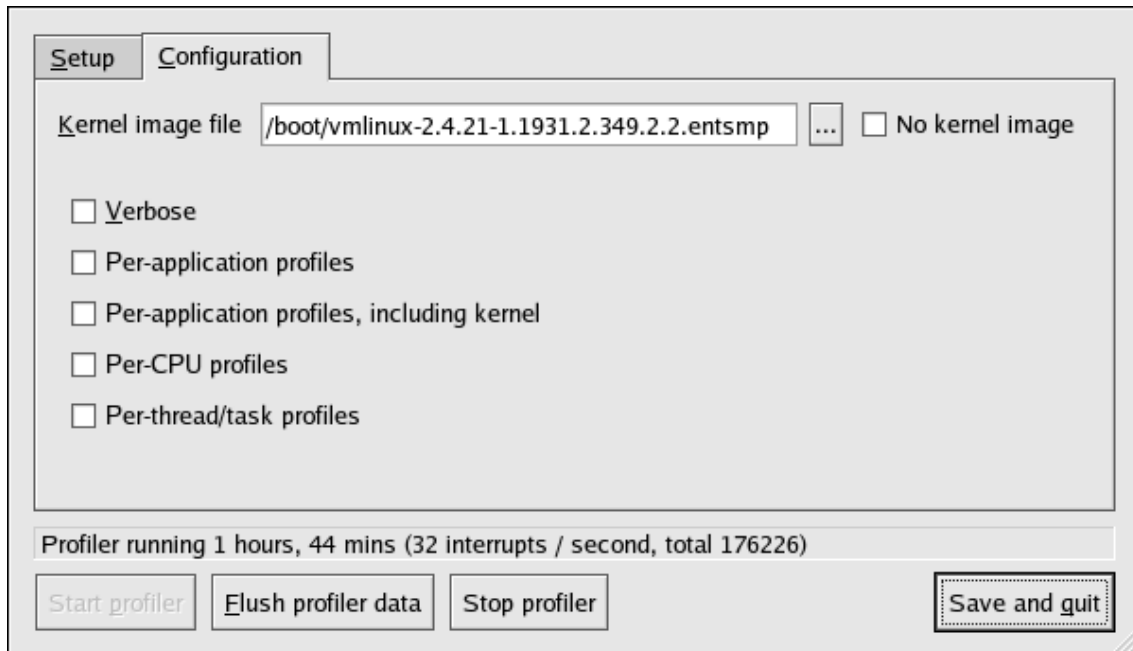 Setup Configuration
Kernel image file /boot/vmlinux-2.4.21-1.1931.2.349.2.2.entsmp ... No kernel image
Verbose
Per-application profiles
Per-application profiles, including kernel
Per-CPU profiles
Per-thread/task profiles
Profiler running 1 hours, 44 mins (32 interrupts / second, total 176226)
Start profiler Flush profiler data Stop profiler Save and quit